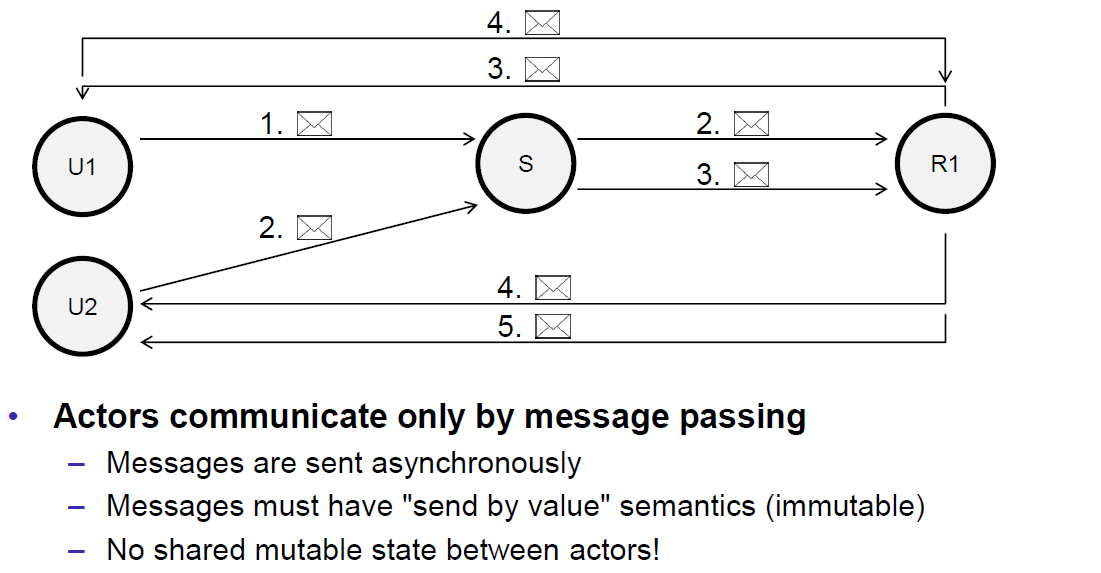 4.
3.
1.
2.
U1
S
R1
3.
2.
4.
U2
5.
• Actors communicate only by message passing
– Messages are sent asynchronously
– Messages must have "send by value" semantics (immutable)
– No shared mutable state between actors!